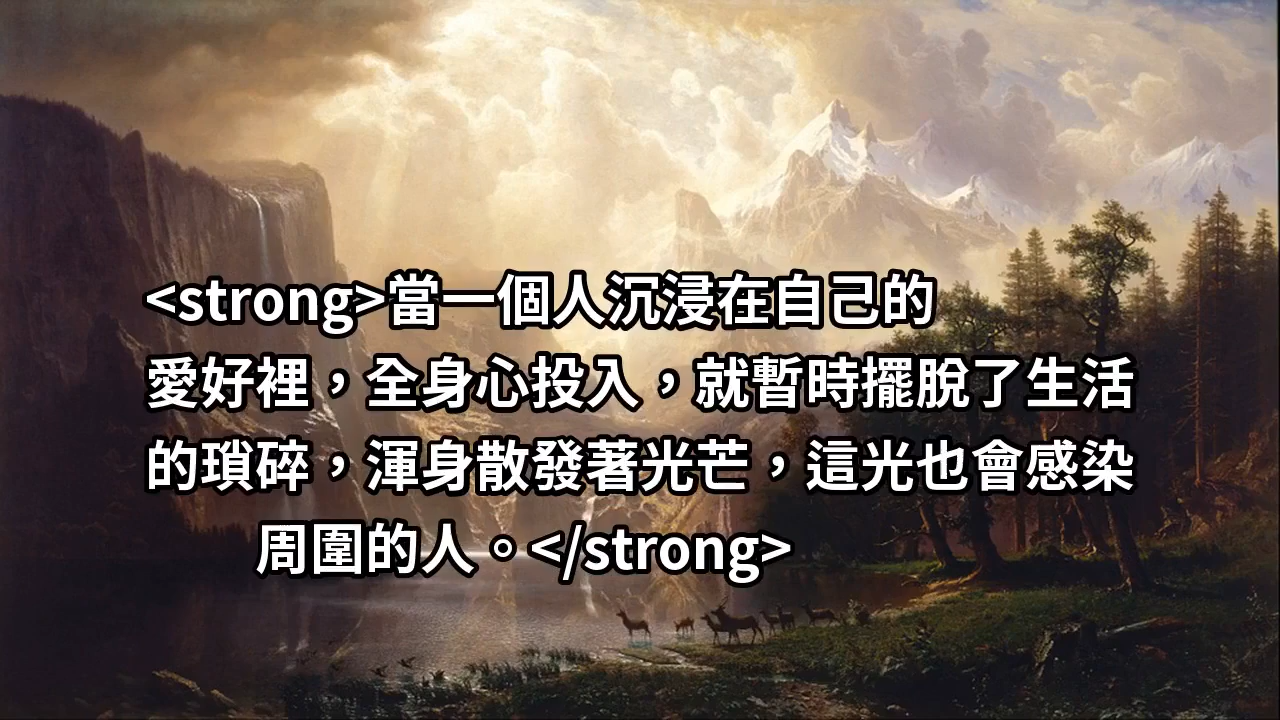 <strong>當一個人沉浸在自己的
愛好裡，全身心投入，就暫時擺脫了生活
的瑣碎，渾身散發著光芒，這光也會感染
周圍的人。</strong>